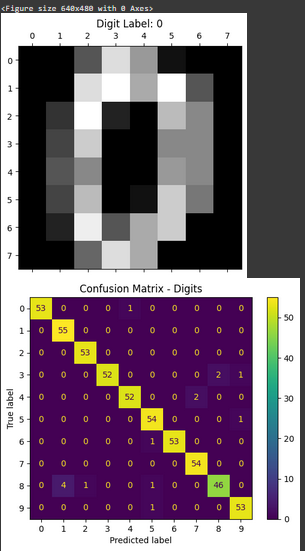 <Figure size 640x480 with 0 Axes>
Digit Label: 0
0 1 2 3 4 5 6 7
0
1
2
3
4
5
6
7
Confusion Matrix - Digits
0 53 0 0 0 1 0 0 0 0 0
1 0 55 0 0 0 0 0 0 0 0
2 0 0 53 0 0 0 0 0 0 0
3 0 0 0 52 0 0 0 0 2 1
4 0 0 0 0 52 0 0 2 0 0
5 0 0 0 0 0 54 0 0 0 1
6 0 0 0 0 0 1 53 0 0 0
7 0 0 0 0 0 0 0 54 0 0
8 0 4 1 0 0 1 0 0 46 0
9 0 0 0 0 0 1 0 0 0 53
0 1 2 3 4 5 6 7 8 9
True label
Predicted label
50
40
30
20
10
0